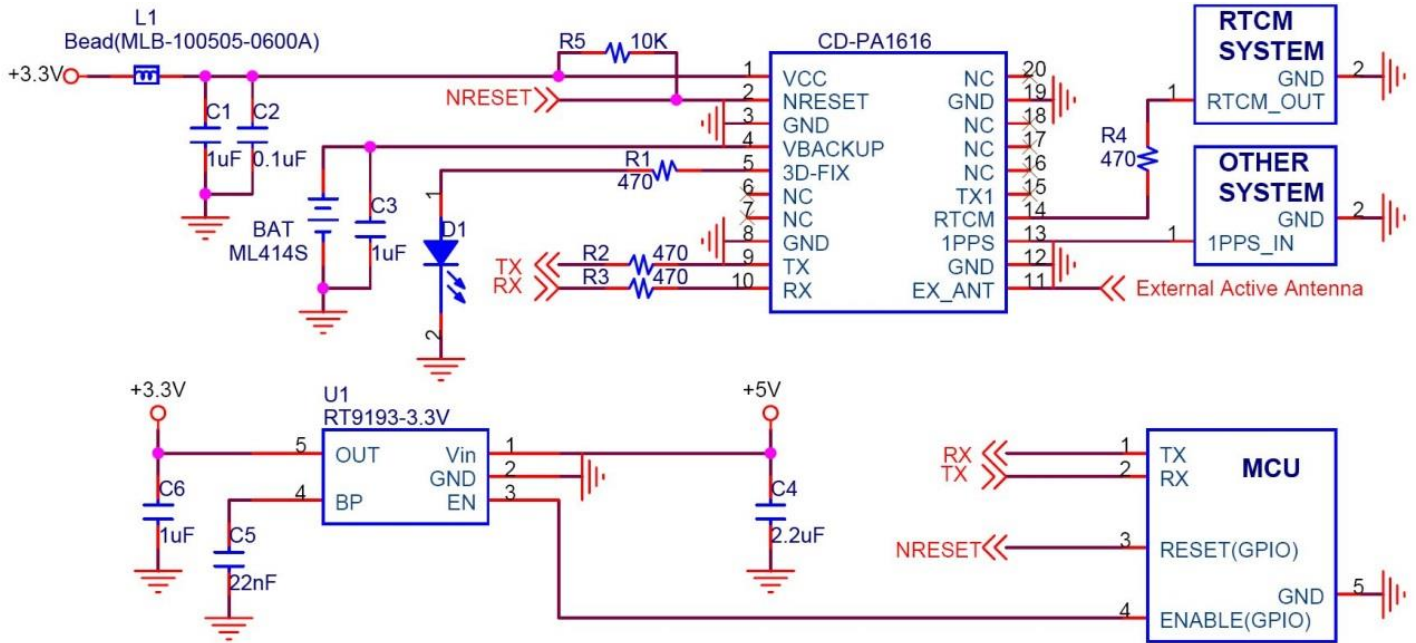 L1
Bead(MLB-100505-0600A)
+3.3V
C1
1uF
C2
0.1uF
R5 10K
NRESET
BAT
ML414S
C3
1uF
R1
470
1
D1
2
TX
RX
R2 470
R3 470
CD-PA1616
1 VCC
2 NRESET
3 GND
4 VBACKUP
5 3D-FIX
6 NC
7 NC
8 GND
9 TX
10 RX
NC 20
GND 19
NC 18
NC 17
NC 16
TX1 15
RTCM 14
1PPS 13
GND 12
EX_ANT 11
External Active Antenna
R4
470
RTCM
SYSTEM
GND 2
1 RTCM_OUT
OTHER
SYSTEM
GND 2
1 1PPS_IN
+3.3V
C6
1uF
C5
22nF
U1
RT9193-3.3V
5 OUT
4 BP
Vin 1
GND 2
EN 3
+5V
C4
2.2uF
RX
TX
NRESET
MCU
1 TX
2 RX
3 RESET(GPIO)
GND 5
4 ENABLE(GPIO)